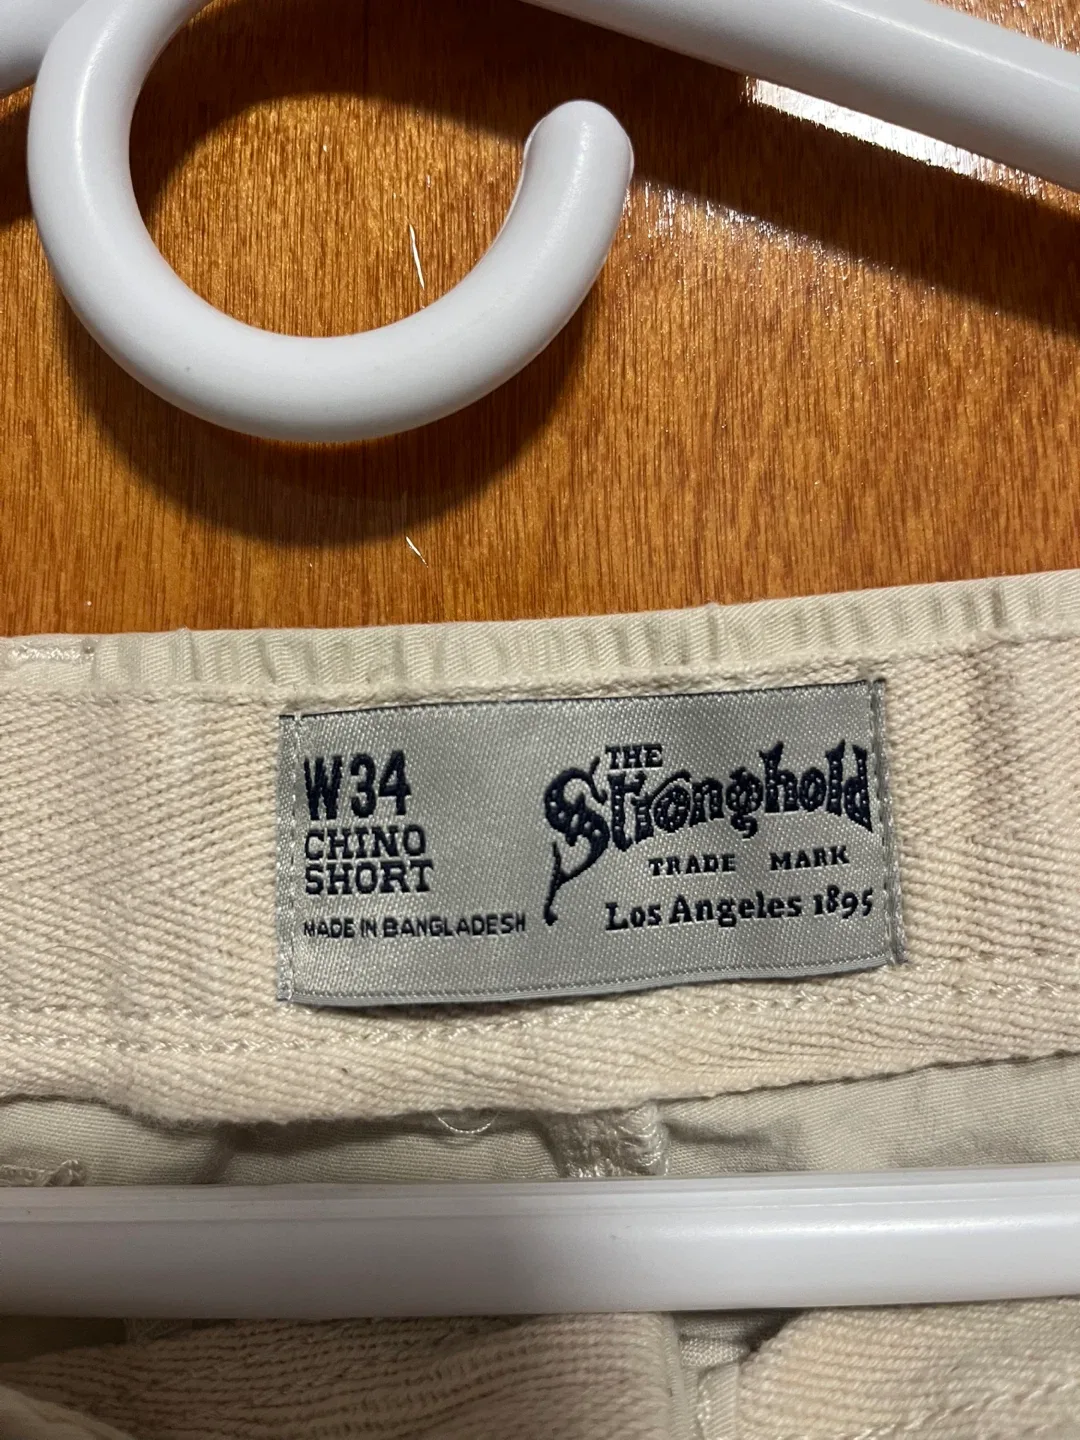 W34
CHINO
SHORT
MADE IN BANGLADESH
THE
Stronghold
TRADE MARK
Los Angeles 1895